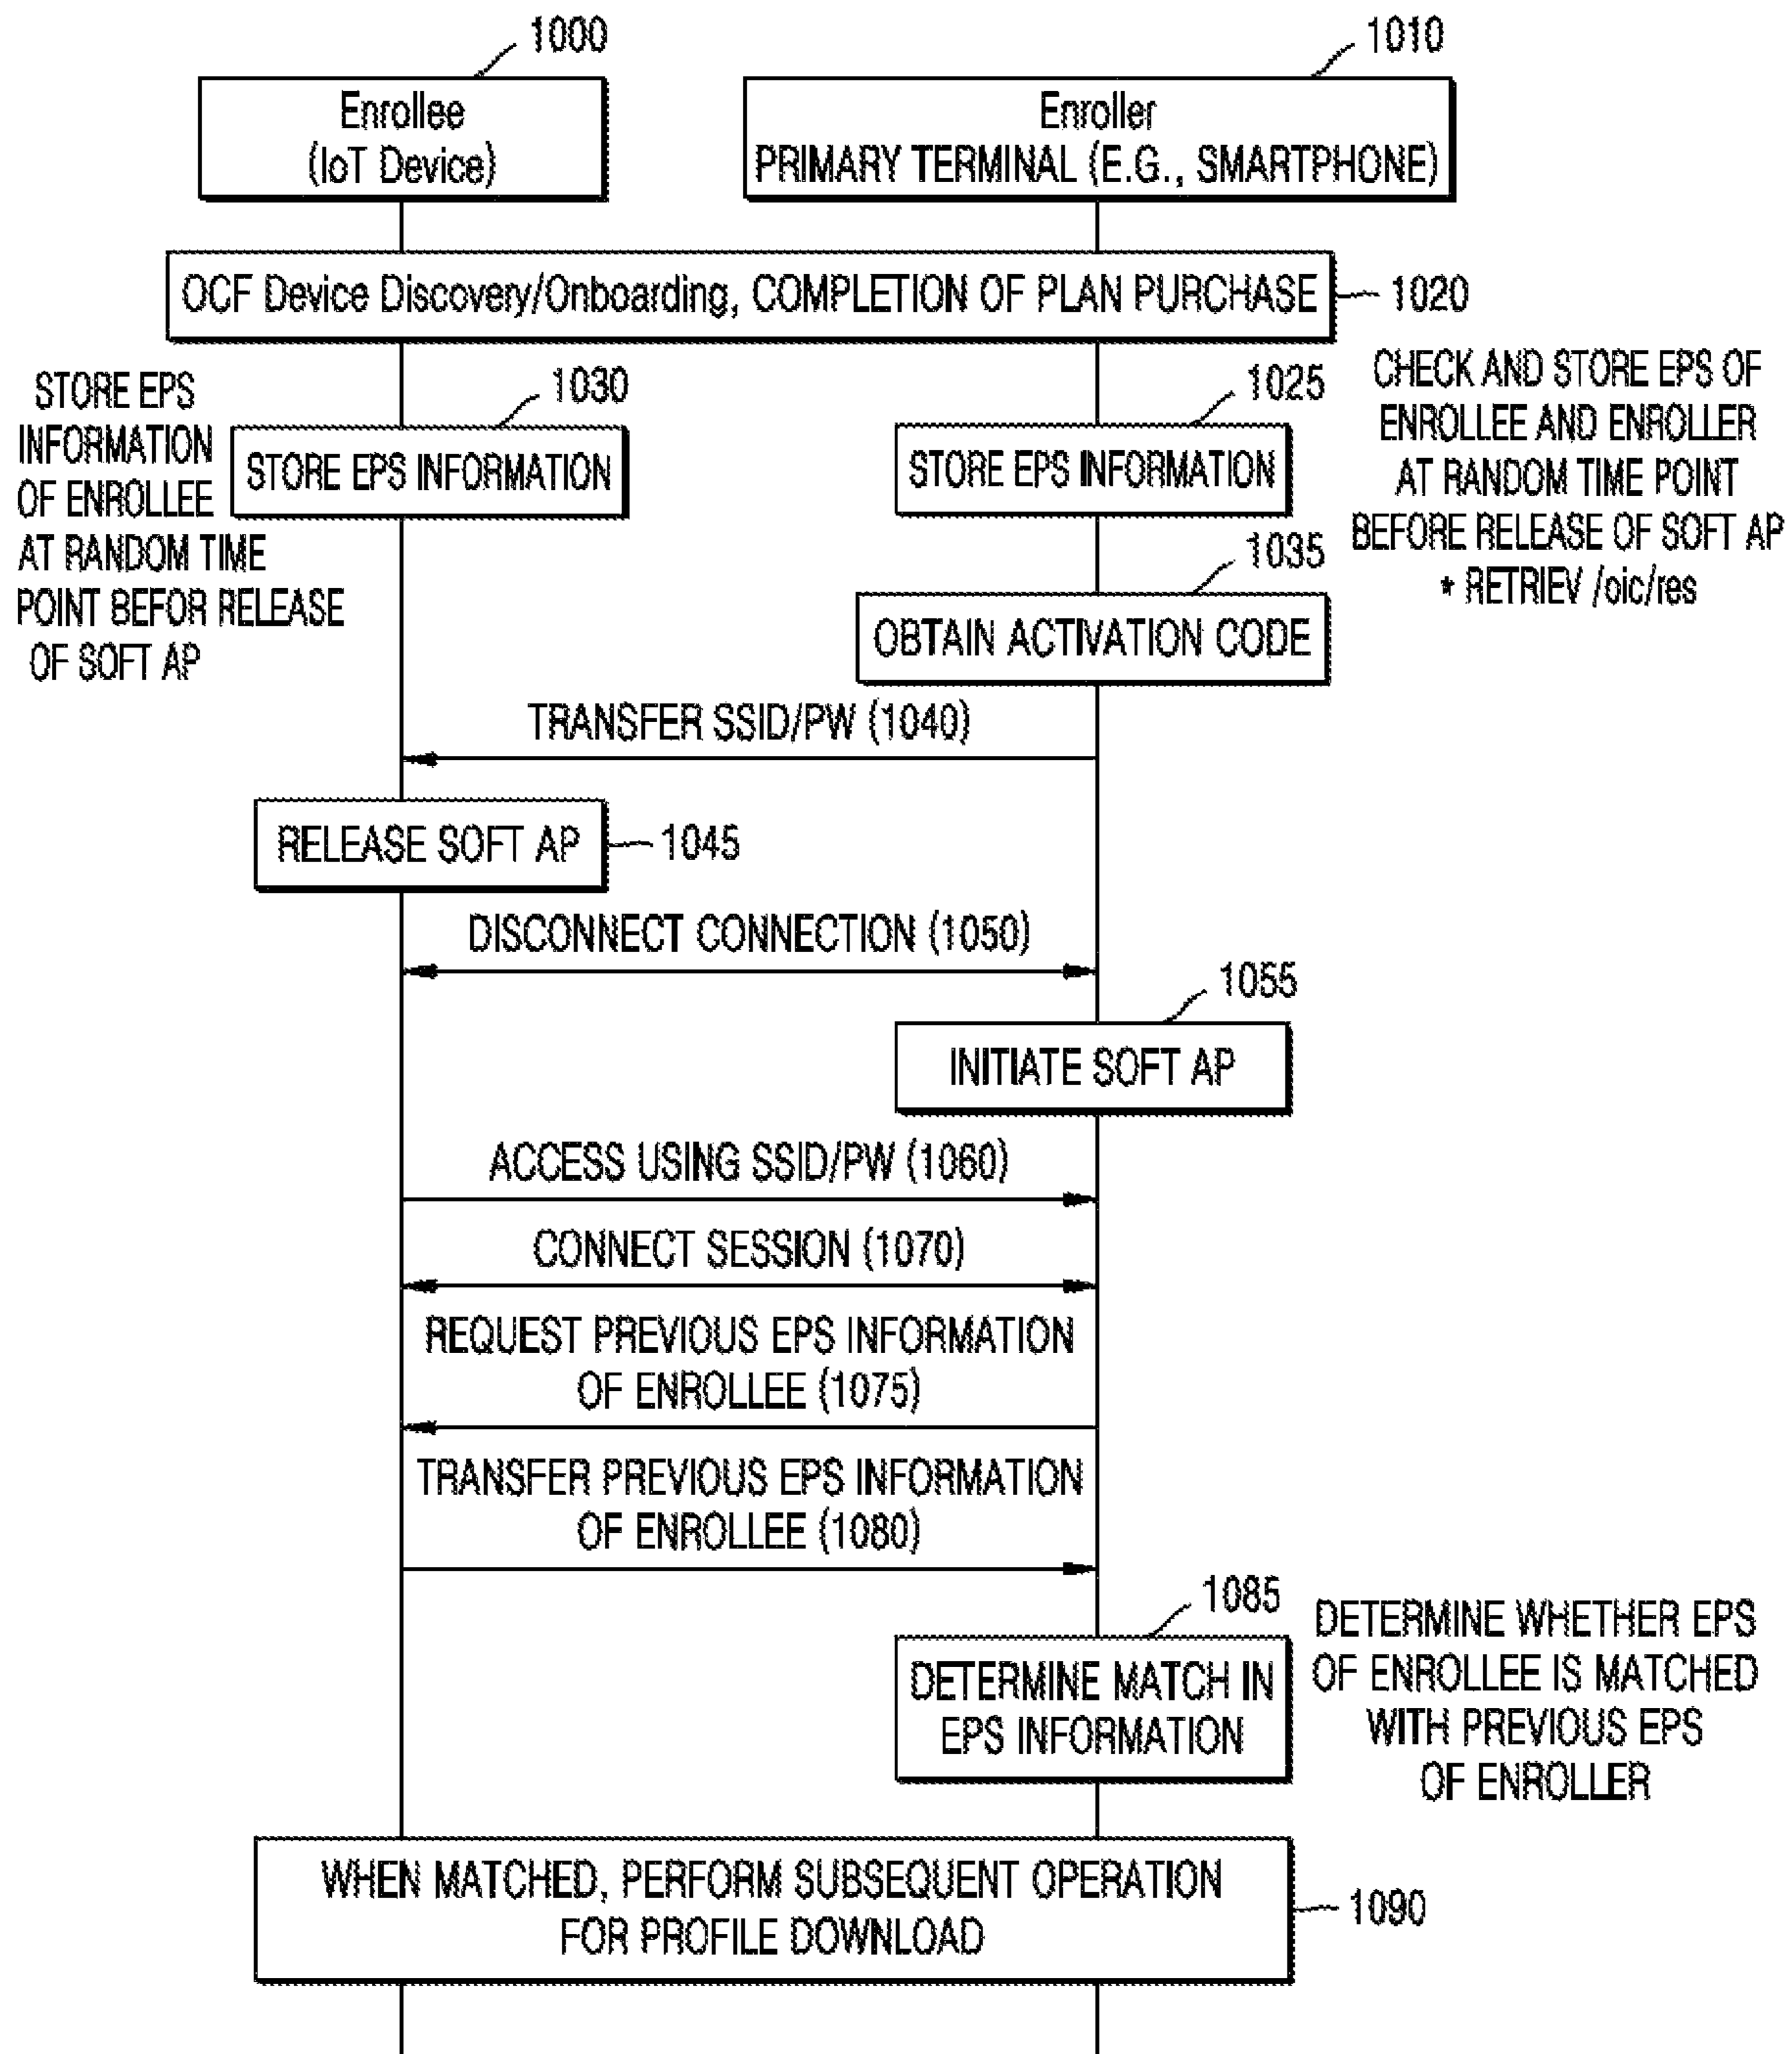 1000
1010
Enrollee
(IoT Device)
Enroller
PRIMARY TERMINAL (E.G., SMARTPHONE)
OCF Device Discovery/Onboarding, COMPLETION OF PLAN PURCHASE
1020
STORE EPS
INFORMATION
OF ENROLLEE
AT RANDOM TIME
POINT BEFOR RELEASE
OF SOFT AP
1030
STORE EPS INFORMATION
1025
STORE EPS INFORMATION
CHECK AND STORE EPS OF
ENROLLEE AND ENROLLER
AT RANDOM TIME POINT
BEFORE RELEASE OF SOFT AP
* RETRIEV /oic/res
1035
OBTAIN ACTIVATION CODE
TRANSFER SSID/PW (1040)
RELEASE SOFT AP
1045
DISCONNECT CONNECTION (1050)
1055
INITIATE SOFT AP
ACCESS USING SSID/PW (1060)
CONNECT SESSION (1070)
REQUEST PREVIOUS EPS INFORMATION
OF ENROLLEE (1075)
TRANSFER PREVIOUS EPS INFORMATION
OF ENROLLEE (1080)
1085
DETERMINE MATCH IN
EPS INFORMATION
DETERMINE WHETHER EPS
OF ENROLLEE IS MATCHED
WITH PREVIOUS EPS
OF ENROLLER
WHEN MATCHED, PERFORM SUBSEQUENT OPERATION
FOR PROFILE DOWNLOAD
1090